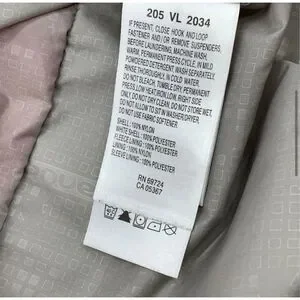 205 VL 2034
IF PRESENT, CLOSE HOOK AND LOOP
FASTENER AND/ OR REMOVE SUSPENDERS.
BEFORE LAUNDERING, MACHINE WASH,
WARM, PERMANENT PRESS CYCLE, IN MILD
POWDERED DETERGENT, WASH SEPARATELY.
RINSE THOROUGHLY, IN COLD WATER.
DO NOT BLEACH, TUMBLE DRY, PERMANENT
PRESS, LOW HEAT, IRON LOW, RIGHT SIDE
ONLY, DO NOT DRY CLEAN, DO NOT STORE WET.
DO NOT OVERLOAD WASHER/DRYER,
DO NOT USE FABRIC SOFTENER.
SHELL : 100% NYLON
WHITE SHELL : 100% POLYESTER
FLEECE LINING : 100% POLYESTER
LINING : 100% NYLON
SLEEVE LINING : 100% POLYESTER
RN 69724
CA 05367